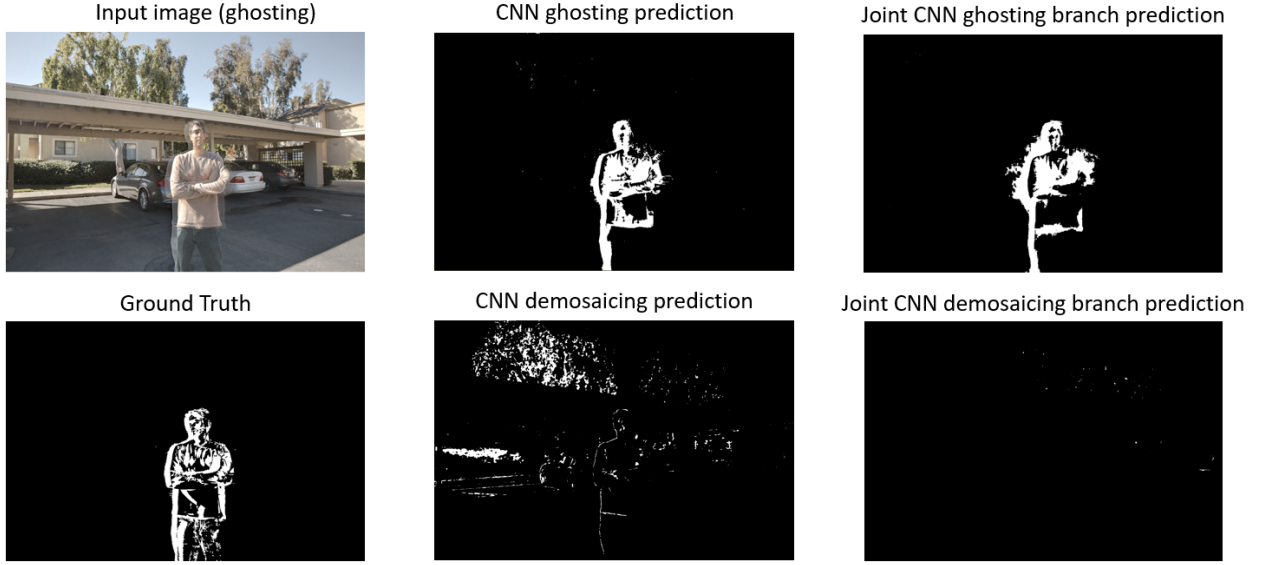 Input image (ghosting)
CNN ghosting prediction
Joint CNN ghosting branch prediction
Ground Truth
CNN demosaicing prediction
Joint CNN demosaicing branch prediction